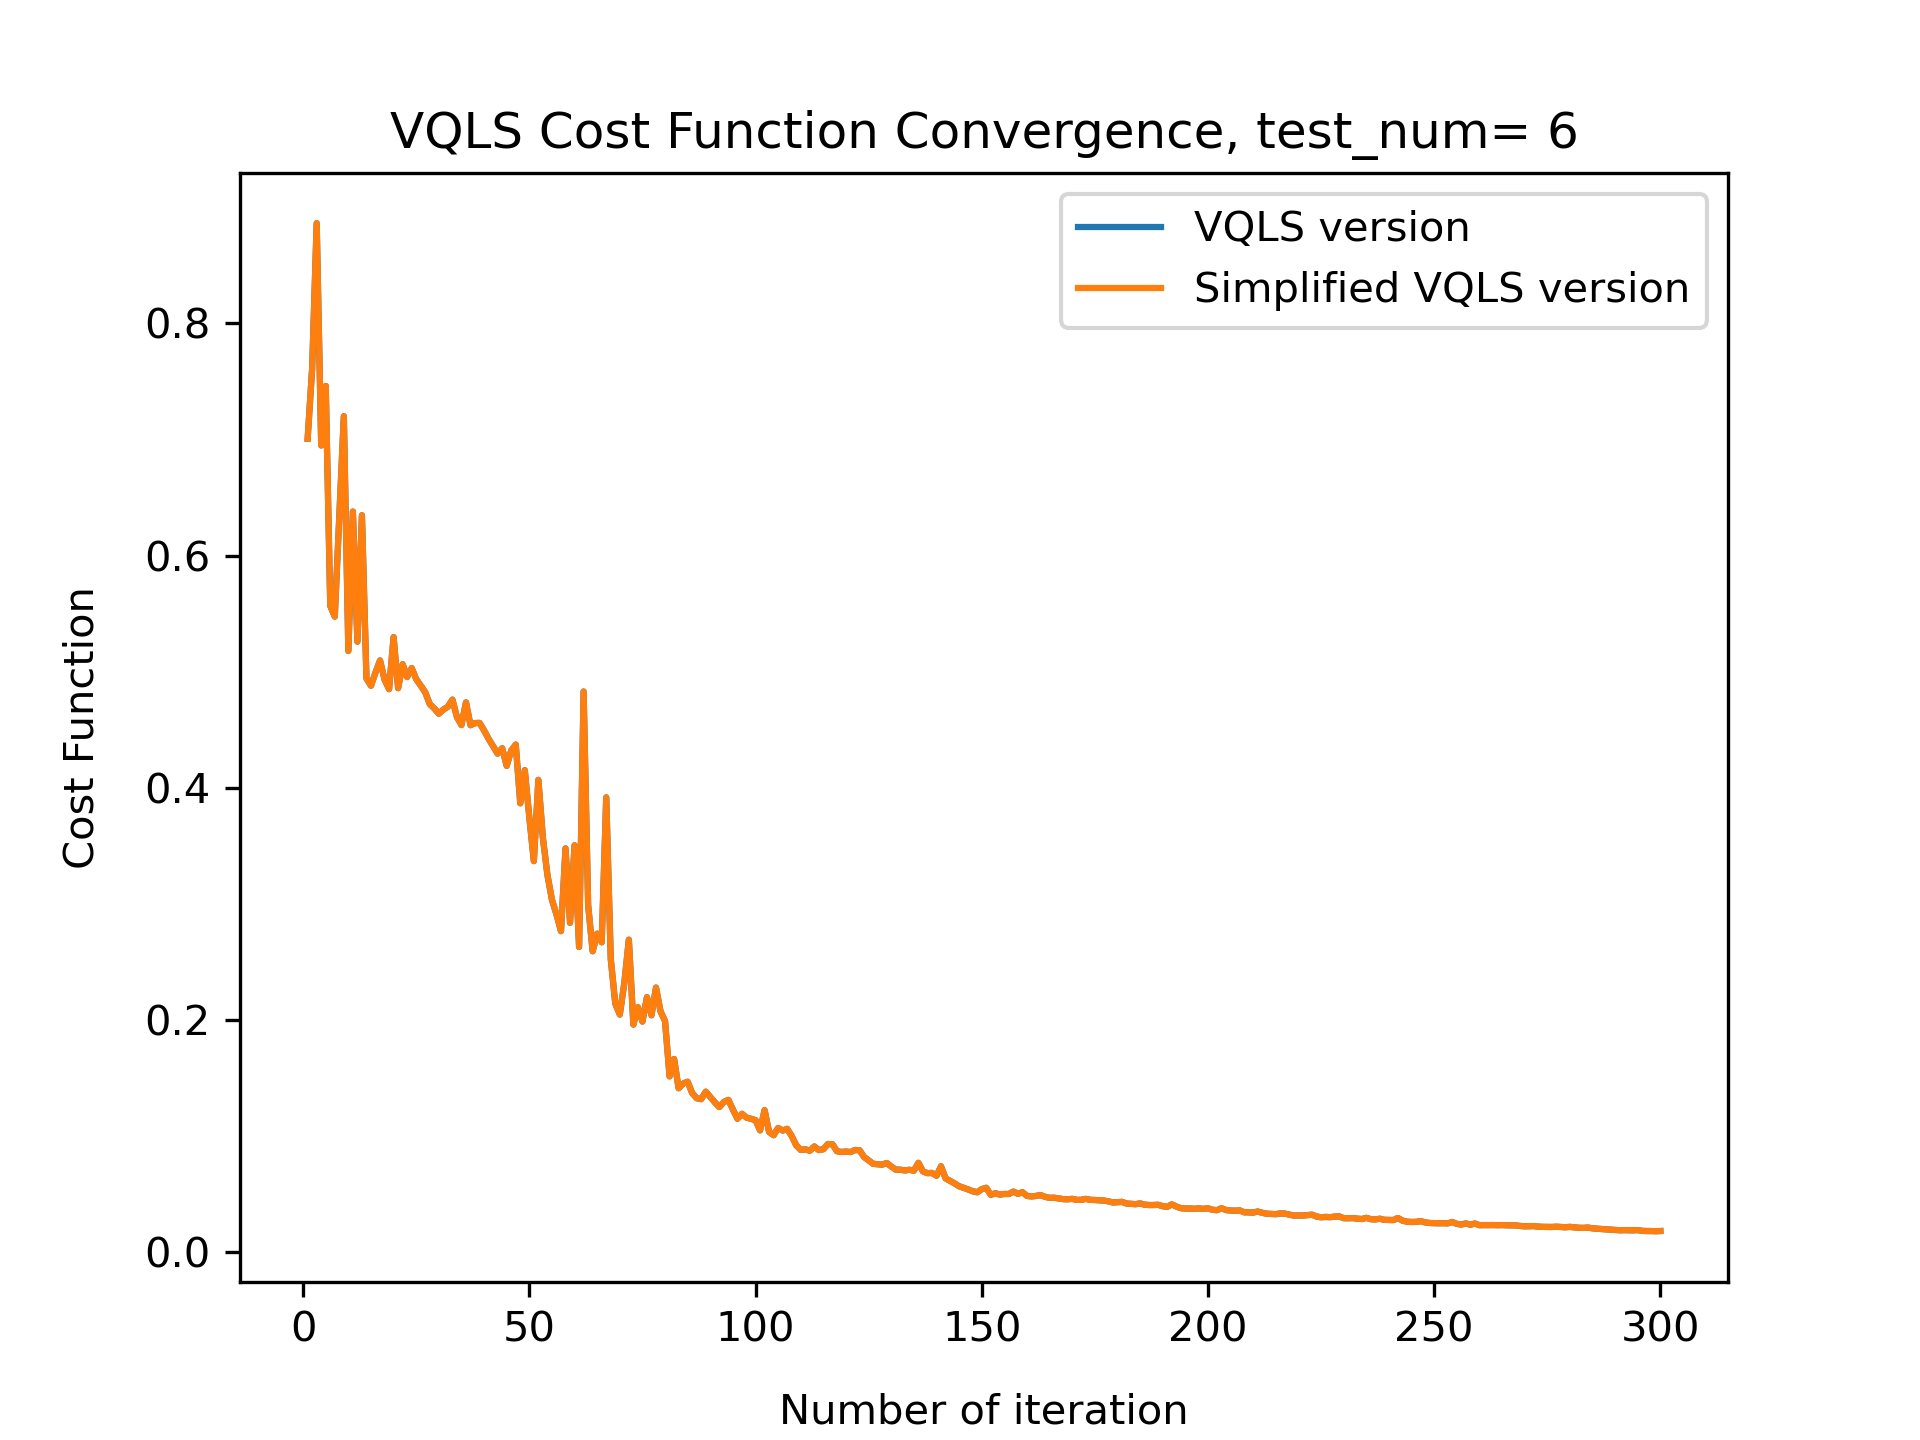 VQLS Cost Function Convergence, test_num= 6
VQLS version
Simplified VQLS version
0.8
0.6
0.4
0.2
0.0
Cost Function
0
50
100
150
200
250
300
Number of iteration